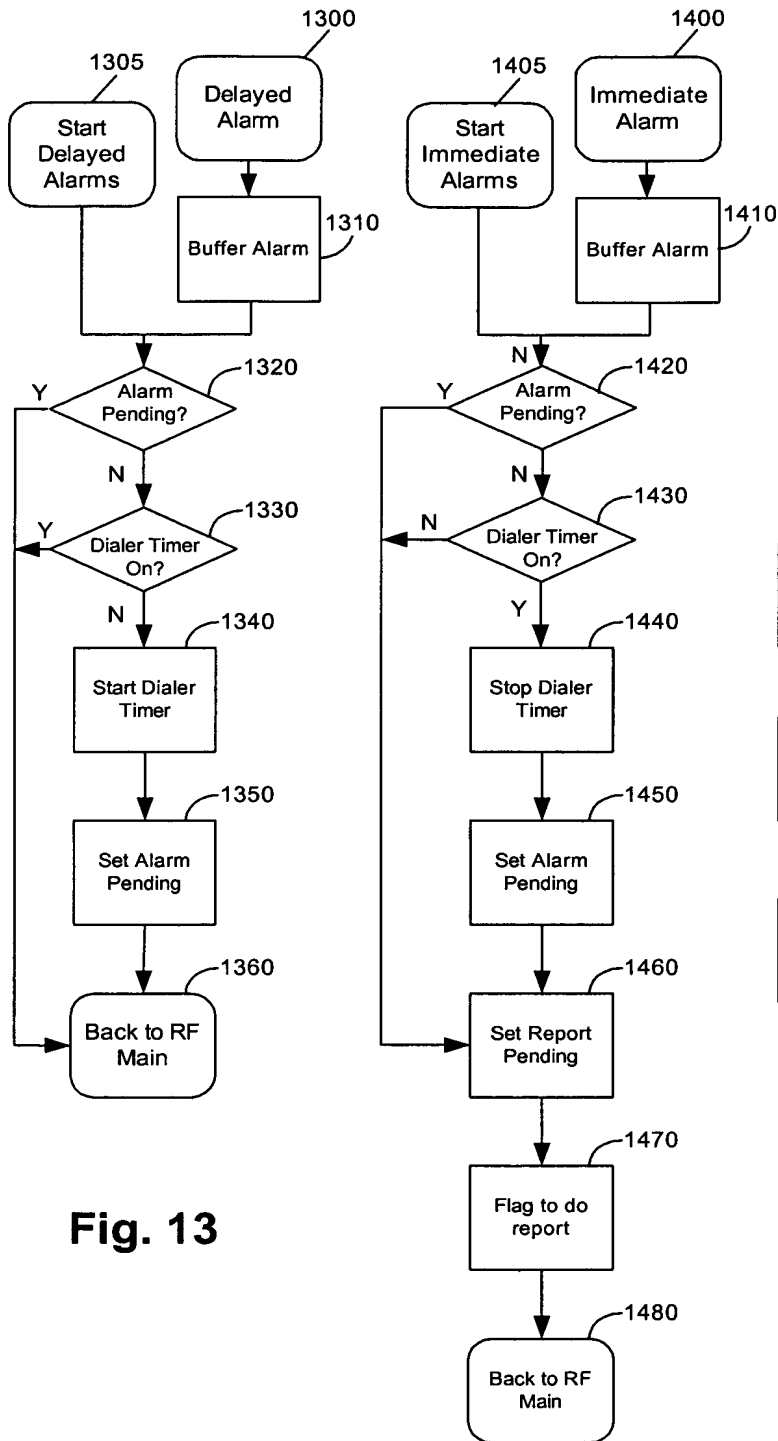 1300
1305
Delayed
Alarm
Start
Delayed
Alarms
1310
Buffer Alarm
1320
Y
Alarm
Pending?
N
1330
Y
Dialer Timer
On?
N
1340
Start Dialer
Timer
1350
Set Alarm
Pending
1360
Back to RF
Main
Fig. 13
1400
1405
Immediate
Alarm
Start
Immediate
Alarms
1410
Buffer Alarm
N
1420
Y
Alarm
Pending?
N
1430
N
Dialer Timer
On?
Y
1440
Stop Dialer
Timer
1450
Set Alarm
Pending
1460
Set Report
Pending
1470
Flag to do
report
1480
Back to RF
Main